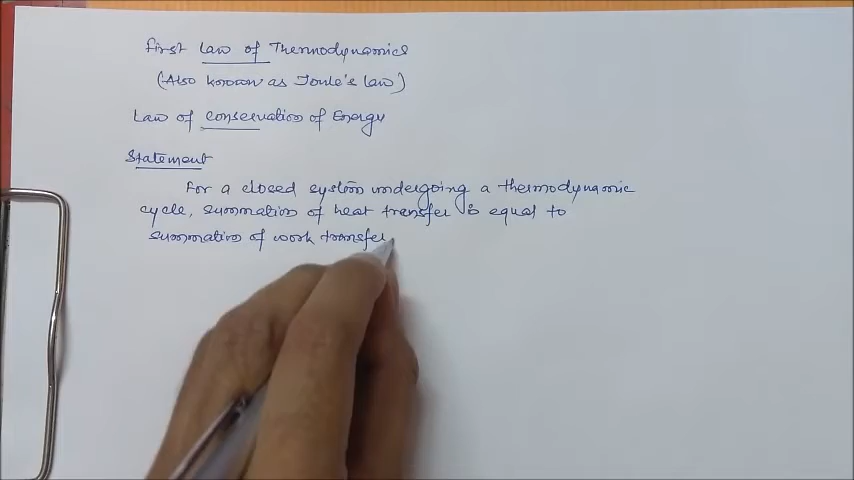 First Law of Thermodynamics
(Also known as Joule's law)
Law of conservation of Energy
Statement
For a closed system undergoing a thermodynamic
cycle, summation of heat transfer is equal to
summation of work transfer